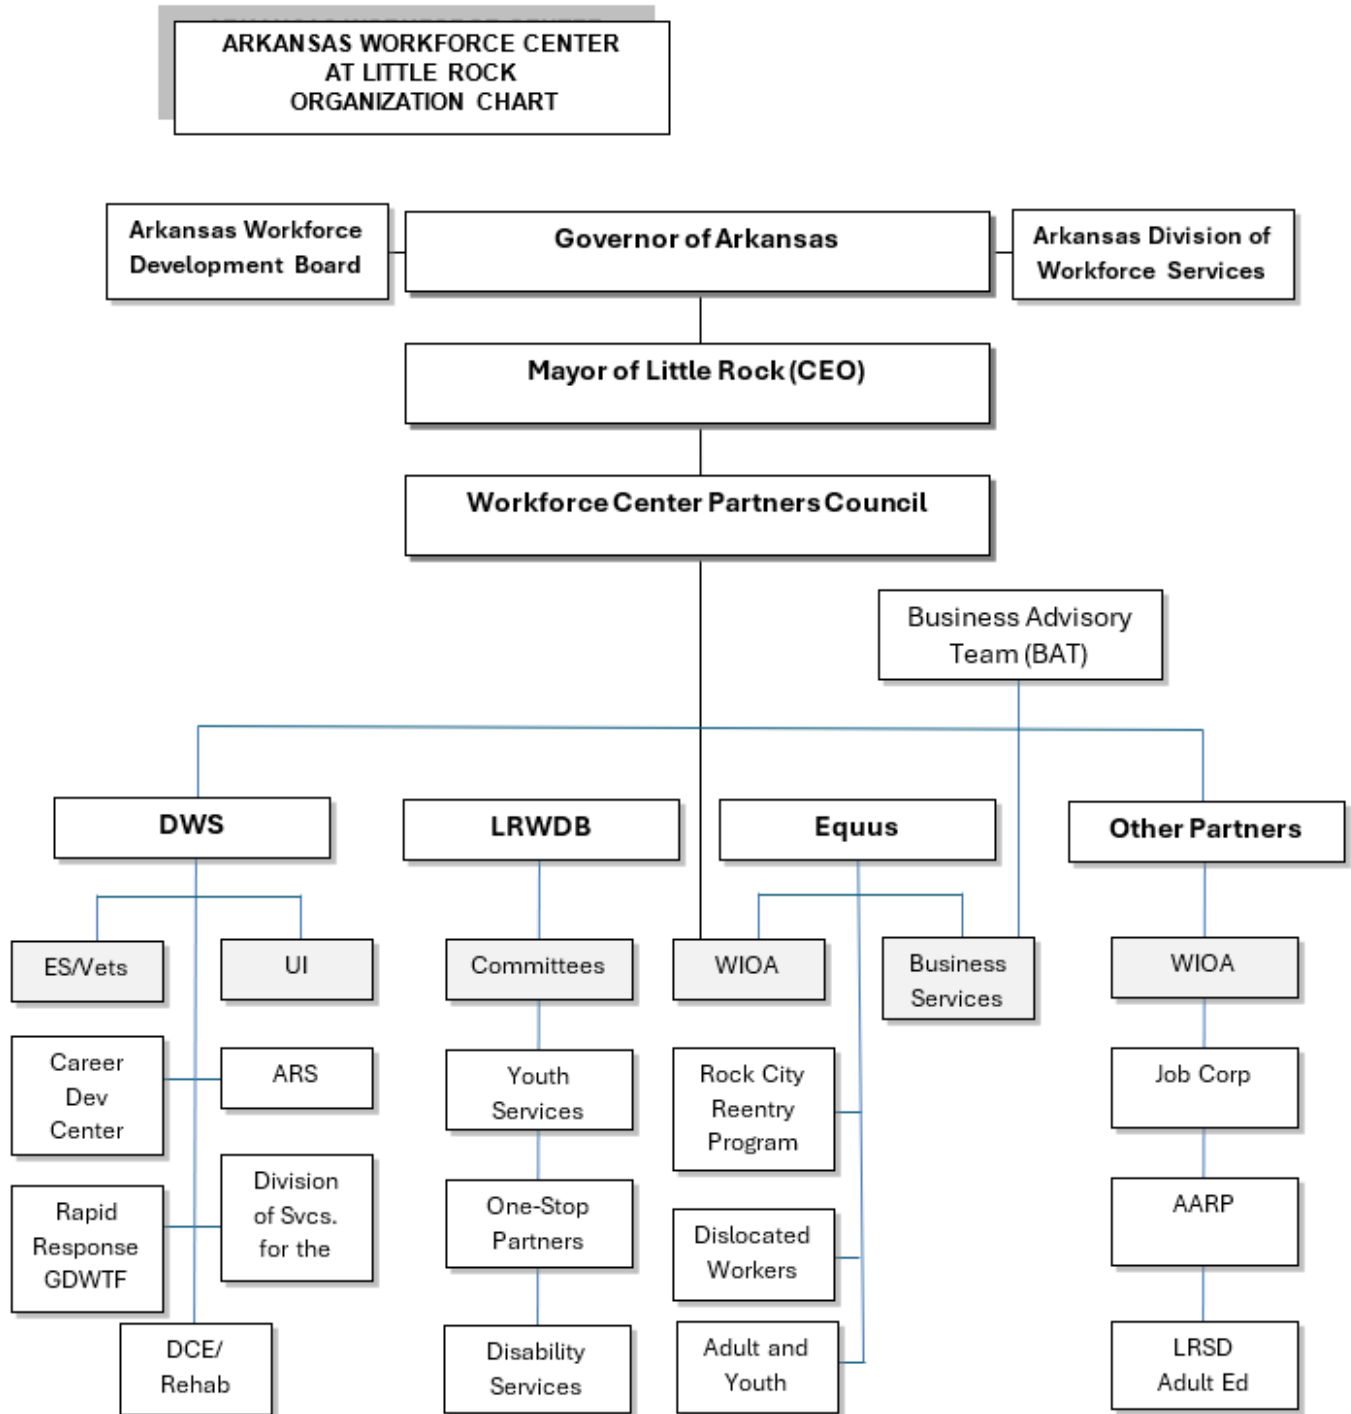 ARKANSAS WORKFORCE CENTER
AT LITTLE ROCK
ORGANIZATION CHART
Arkansas Workforce
Development Board
Governor of Arkansas
Arkansas Division of
Workforce Services
Mayor of Little Rock (CEO)
Workforce Center Partners Council
Business Advisory
Team (BAT)
DWS
LRWDB
Equus
Other Partners
ES/Vets
UI
Committees
WIOA
Business
Services
WIOA
Career
Dev
Center
ARS
Youth
Services
Rock City
Reentry
Program
Job Corp
Rapid
Response
GDWTF
Division
of Svcs.
for the
One-Stop
Partners
Dislocated
Workers
AARP
DCE/
Rehab
Disability
Services
Adult and
Youth
LRSD
Adult Ed